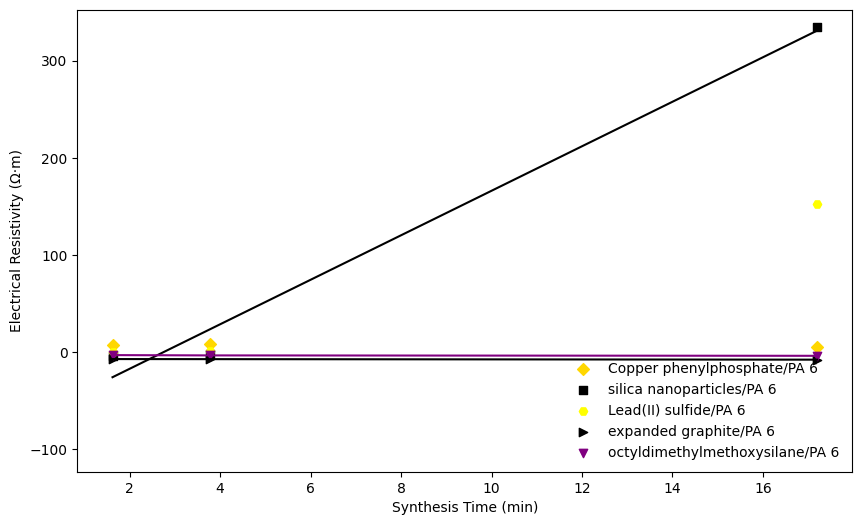 300
200
100
0
−100
Electrical Resistivity (Ω·m)
Copper phenylphosphate/PA 6
silica nanoparticles/PA 6
Lead(II) sulfide/PA 6
expanded graphite/PA 6
octyldimethylmethoxysilane/PA 6
2 4 6 8 10 12 14 16
Synthesis Time (min)